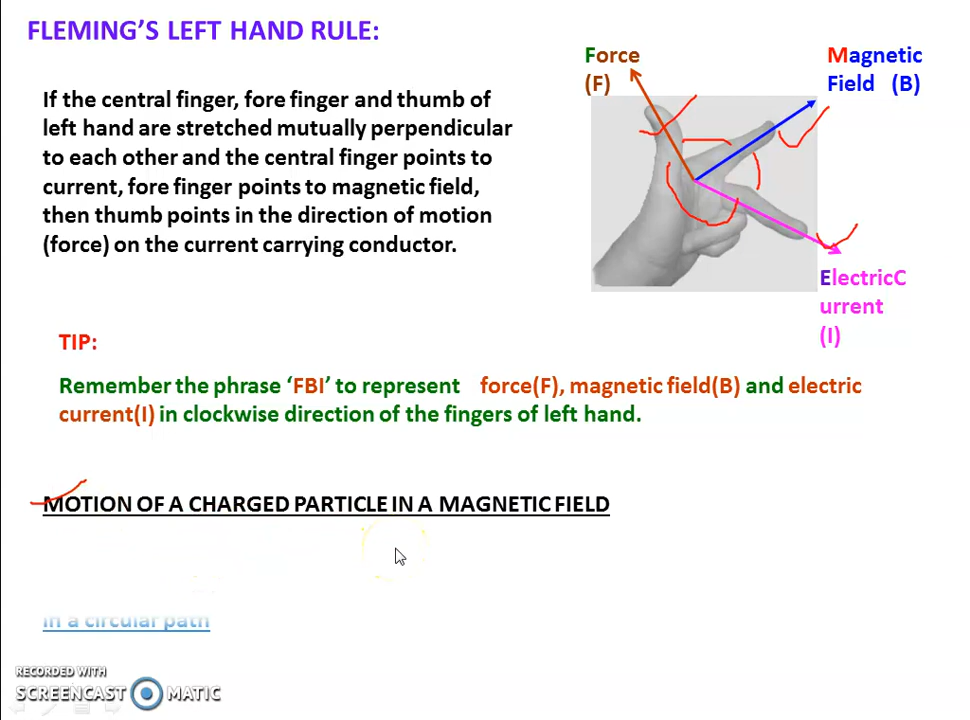 FLEMING'S LEFT HAND RULE:
Force
(F)
Magnetic
Field (B)
If the central finger, fore finger and thumb of
left hand are stretched mutually perpendicular
to each other and the central finger points to
current, fore finger points to magnetic field,
then thumb points in the direction of motion
(force) on the current carrying conductor.
ElectricC
urrent
(I)
TIP:
Remember the phrase 'FBI' to represent force(F), magnetic field(B) and electric
current(I) in clockwise direction of the fingers of left hand.
MOTION OF A CHARGED PARTICLE IN A MAGNETIC FIELD
in a circular path
RECORDED WITH
SCREENCAST MATIC